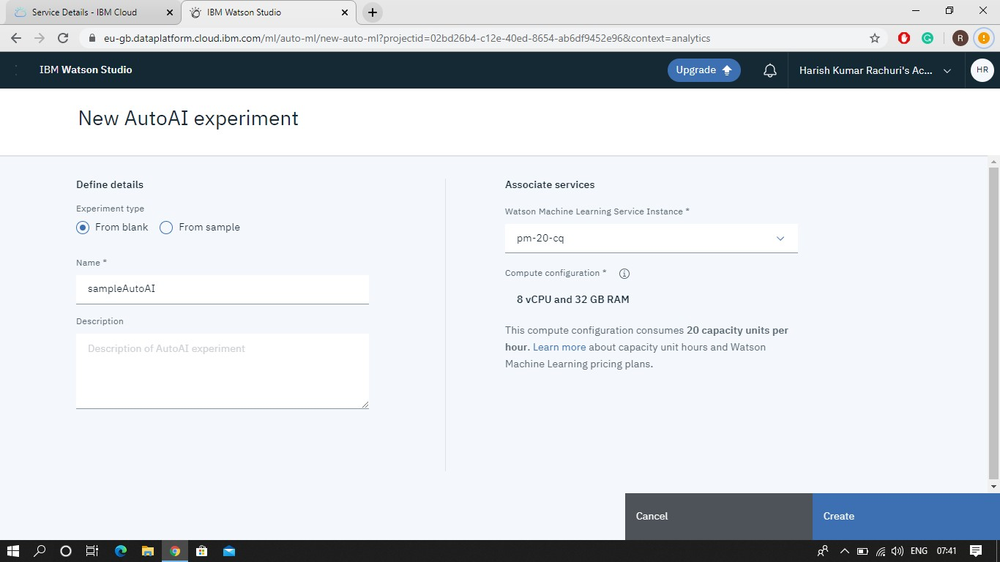 Service Details - IBM Cloud
IBM Watson Studio
eu-gb.dataplatform.cloud.ibm.com/ml/auto-ml/new-auto-ml?projectid=02bd26b4-c12e-40ed-8654-ab6df9452e96&context=analytics
R
IBM Watson Studio
Upgrade
Harish Kumar Rachuri's Ac...
HR
New AutoAI experiment
Define details
Experiment type
From blank
From sample
Name *
sampleAutoAI
Description
Description of AutoAI experiment
Associate services
Watson Machine Learning Service Instance *
pm-20-cq
Compute configuration *
8 vCPU and 32 GB RAM
This compute configuration consumes 20 capacity units per
hour. Learn more about capacity unit hours and Watson
Machine Learning pricing plans.
Cancel
Create
ENG
07:41